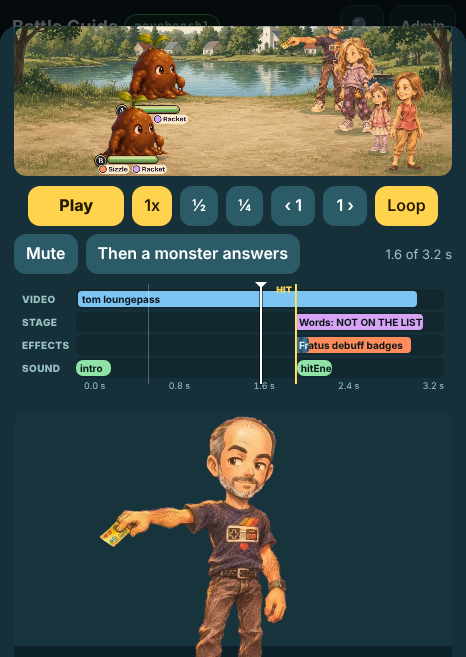 Battle Guide
Admin
A
Racket
B
Sizzle Racket
Play 1x ½ ¼ ‹ 1 1 › Loop
Mute Then a monster answers 1.6 of 3.2 s
HIT
VIDEO tom loungepass
STAGE Words: NOT ON THE LIST
EFFECTS Fr atus debuff badges
SOUND intro hitEne
0.0 s 0.8 s 1.6 s 2.4 s 3.2 s